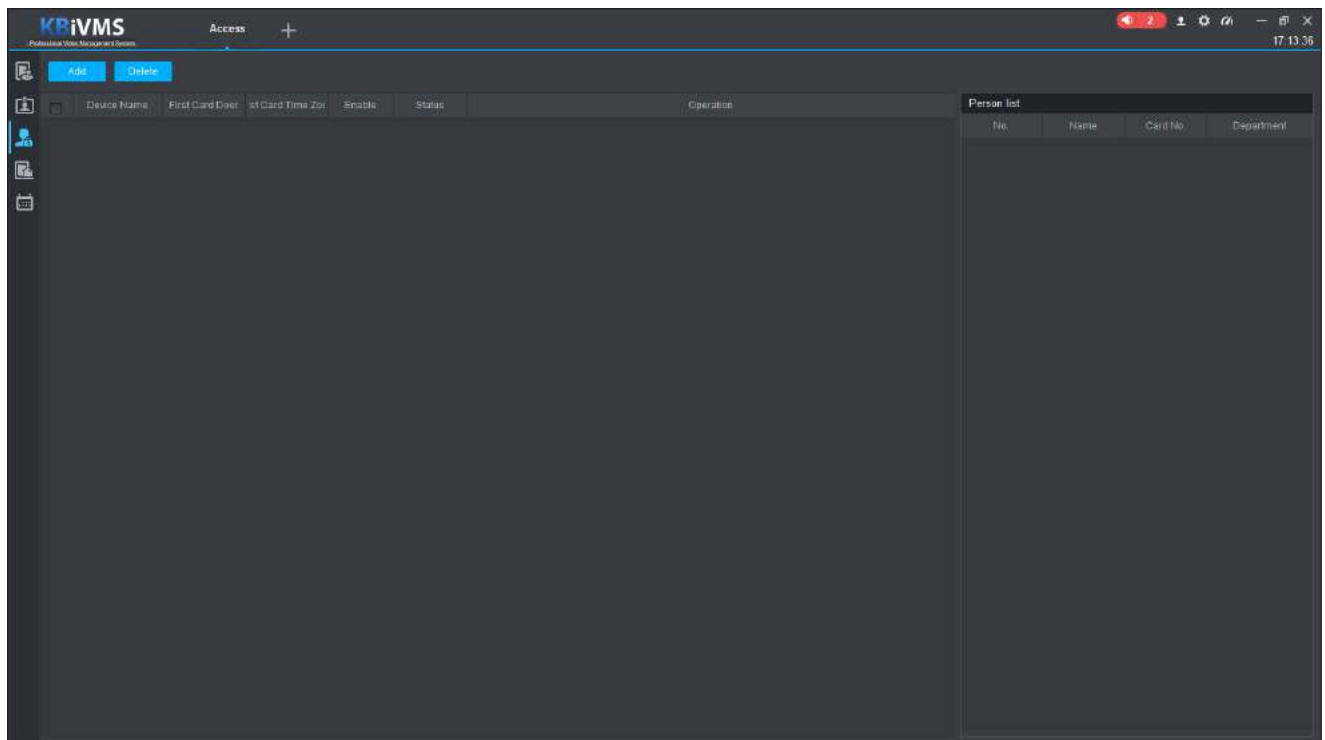 KBiVMS
Professional Video Management System
Access
2
17:13:36
Add Delete
Device Name First Card Door st Card Time Zor Enable Status Operation
Person list
No. Name Card No. Department